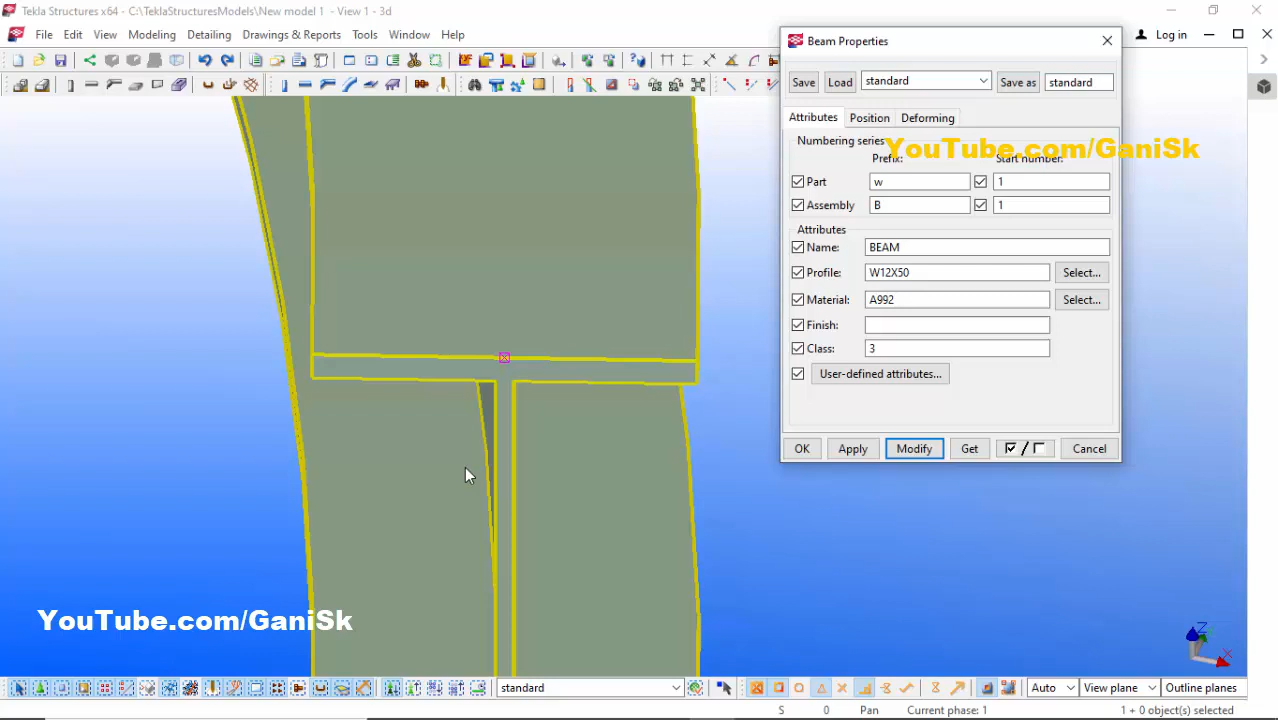 Tekla Structures x64 - C:\TeklaStructuresModels\New model 1 - View 1 - 3d
File Edit View Modeling Detailing Drawings & Reports Tools Window Help
Log in
Beam Properties
Save Load standard Save as standard
Attributes Position Deforming
Numbering series
Prefix: Start number:
YouTube.com/GaniSk
Part w 1
Assembly B 1
Attributes
Name: BEAM
Profile: W12X50 Select...
Material: A992 Select...
Finish:
Class: 3
User-defined attributes...
OK Apply Modify Get / Cancel
YouTube.com/GaniSk
Z
X
standard Auto View plane Outline planes
S 0 Pan Current phase: 1 1 + 0 object(s) selected